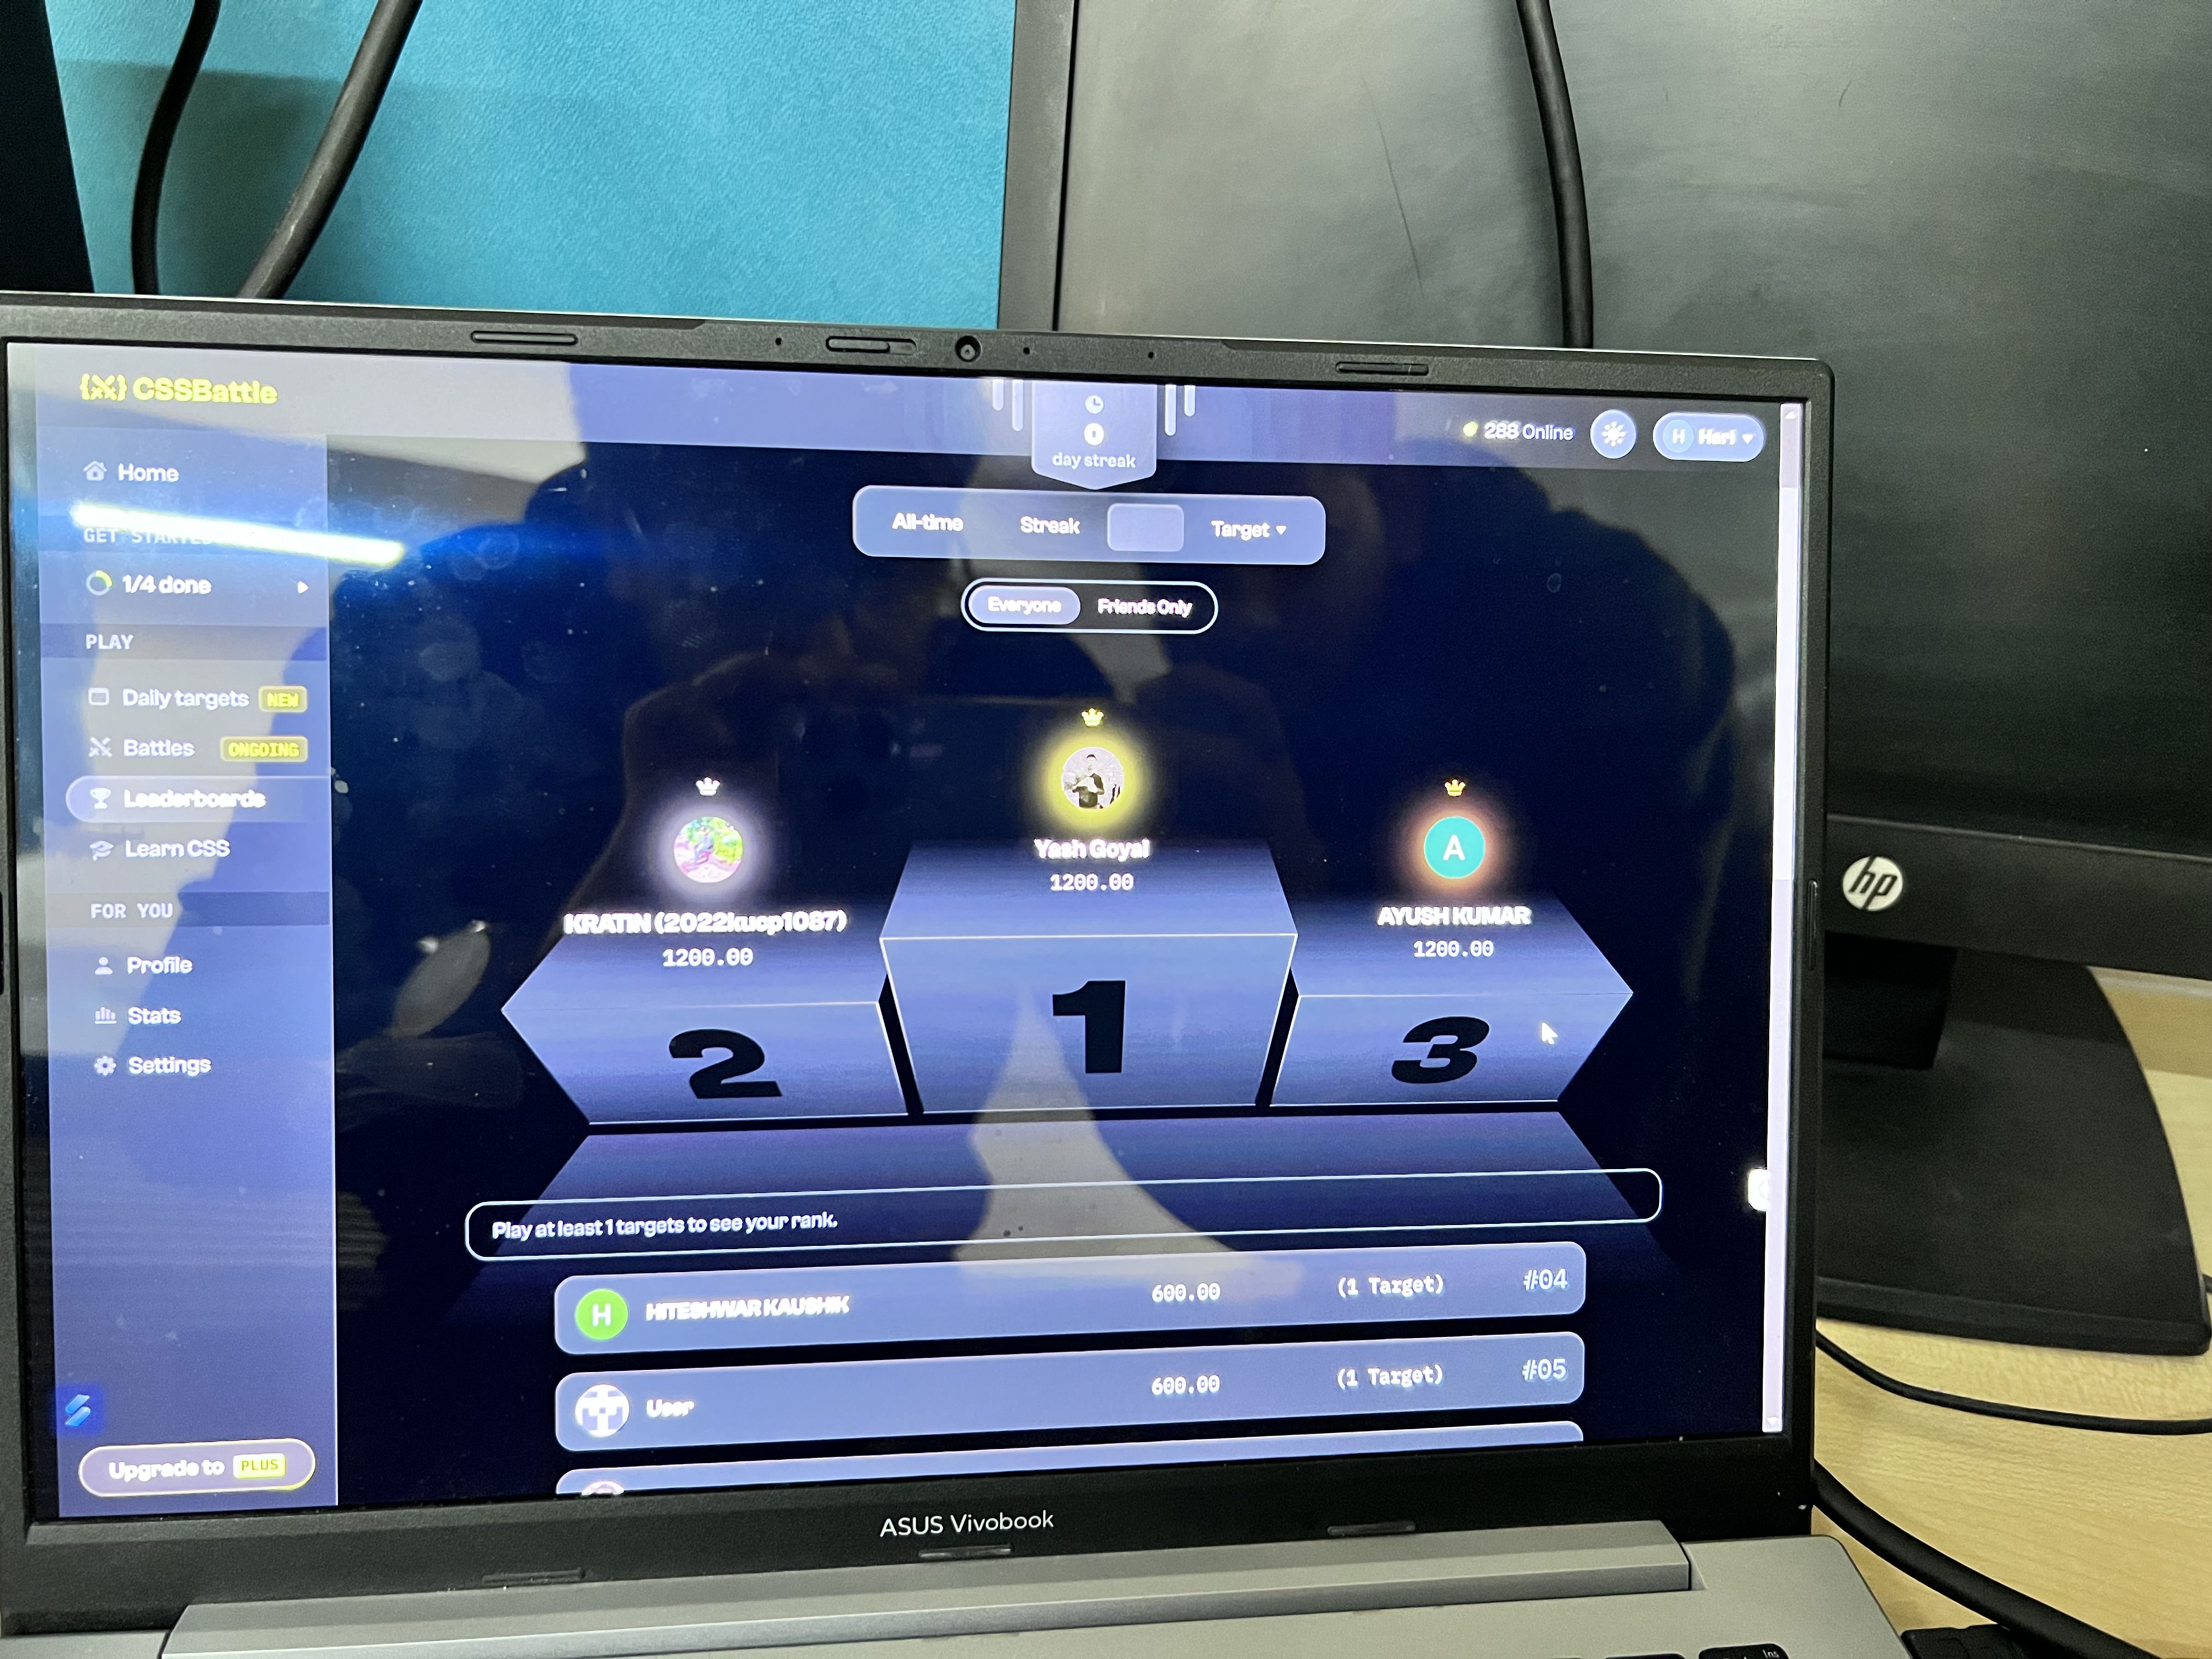 {} CSSBattle
0
day streak
288 Online
H Hari
Home
GET STARTED
1/4 done
PLAY
Daily targets NEW
Battles ONGOING
Leaderboards
Learn CSS
FOR YOU
Profile
Stats
Settings
Upgrade to PLUS
All-time Streak Target
Everyone Friends Only
Yash Goyal
1200.00
KRATIN (2022kucp1087)
1200.00
A
AYUSH KUMAR
1200.00
2 1 3
Play at least 1 targets to see your rank.
H HITESHWAR KAUSHIK 600.00 (1 Target) #04
User 600.00 (1 Target) #05
ASUS Vivobook
Ins
hp